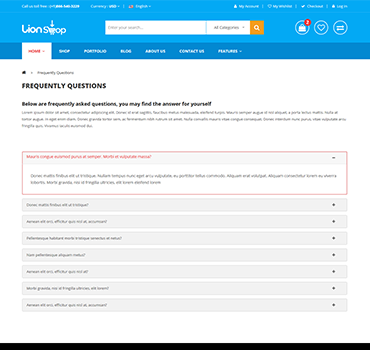 Call us toll free: (+1)866-540-3229 Currency : USD English My Account My Wishlist Checkout Log In
Lion Shop
Enter your search... All Categories
2
HOME SHOP PORTFOLIO BLOG ABOUT US CONTACT US FEATURES
Frequently Questions
FREQUENTLY QUESTIONS
Below are frequently asked questions, you may find the answer for yourself
Lorem ipsum dolor sit amet, consectetur adipiscing elit. Donec id erat sagittis, faucibus metus malesuada, eleifend turpis. Mauris semper augue id nisl aliquet, a porta lectus mattis. Nulla at
tortor augue. In eget enim diam. Donec gravida tortor sem, ac fermentum nibh rutrum sit amet. Nulla convallis mauris vitae congue consequat. Donec interdum nunc purus, vitae vulputate arcu
fringilla quis. Vivamus iaculis euismod dui.
Mauris congue euismod purus at semper. Morbi et vulputate massa?
Donec mattis finibus elit ut tristique. Nullam tempus nunc eget arcu vulputate, eu porttitor tellus commodo. Aliquam erat volutpat. Aliquam consectetur lorem eu viverra
lobortis. Morbi gravida, nisi id fringilla ultricies, elit lorem eleifend lorem
Donec mattis finibus elit ut tristique?
Aenean elit orci, efficitur quis nisl at, accumsan?
Pellentesque habitant morbi tristique senectus et netus?
Nam pellentesque aliquam metus?
Aenean elit orci, efficitur quis nisl at?
Morbi gravida, nisi id fringilla ultricies, elit lorem?
Aenean elit orci, efficitur quis nisl at, accumsan?